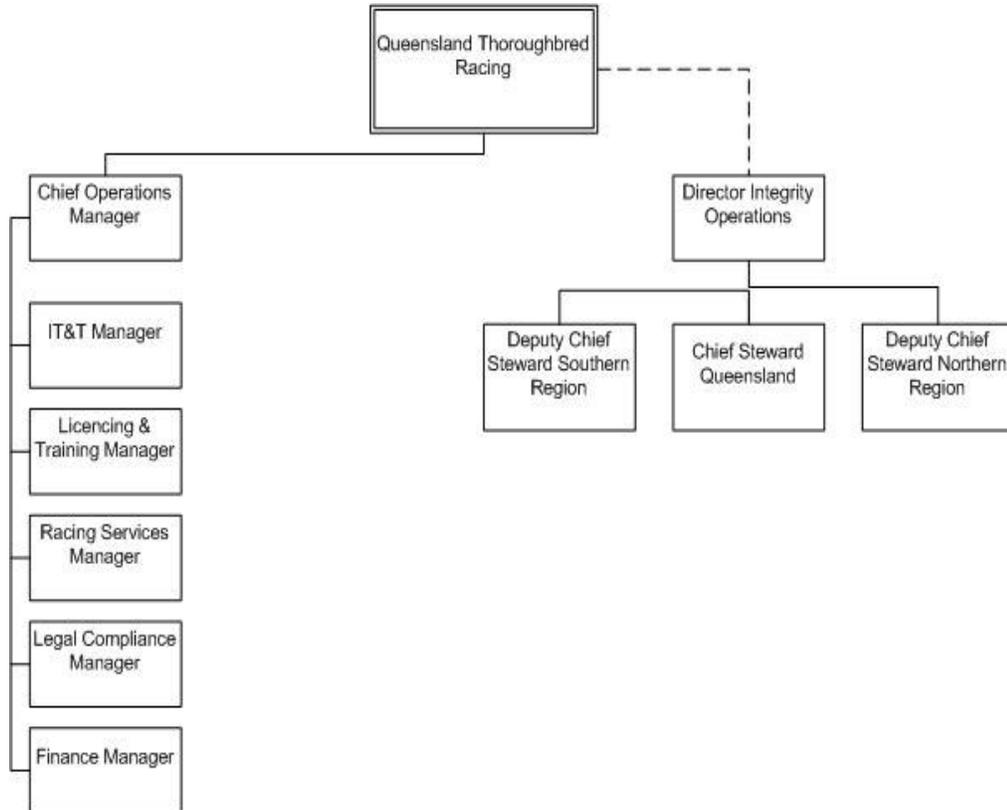 Queensland Thoroughbred
Racing
Chief Operations
Manager
Director Integrity
Operations
IT&T Manager
Deputy Chief
Steward Southern
Region
Chief Steward
Queensland
Deputy Chief
Steward Northern
Region
Licencing &
Training Manager
Racing Services
Manager
Legal Compliance
Manager
Finance Manager